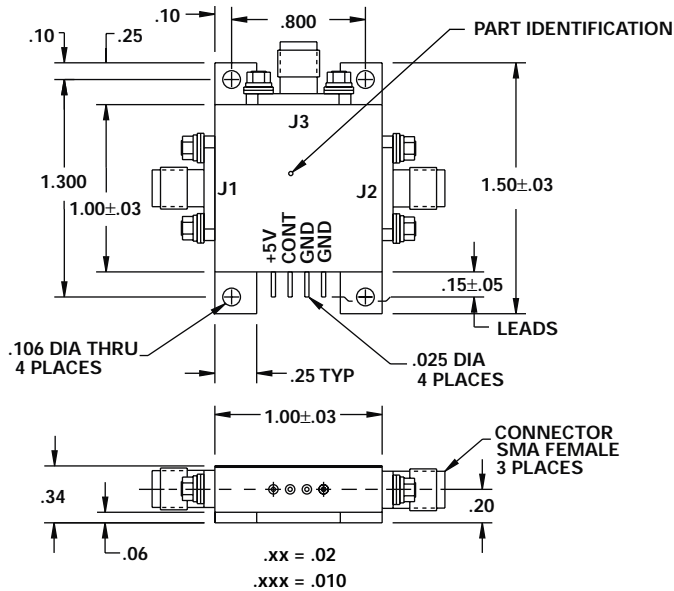 .10
.800
PART IDENTIFICATION
.10
.25
J3
1.300
1.00±.03
J1
J2
1.50±.03
+5V
CONT
GND
GND
.15±.05
LEADS
.106 DIA THRU
4 PLACES
.25 TYP
.025 DIA
4 PLACES
1.00±.03
CONNECTOR
SMA FEMALE
3 PLACES
.34
.20
.06
.xx = .02
.xxx = .010